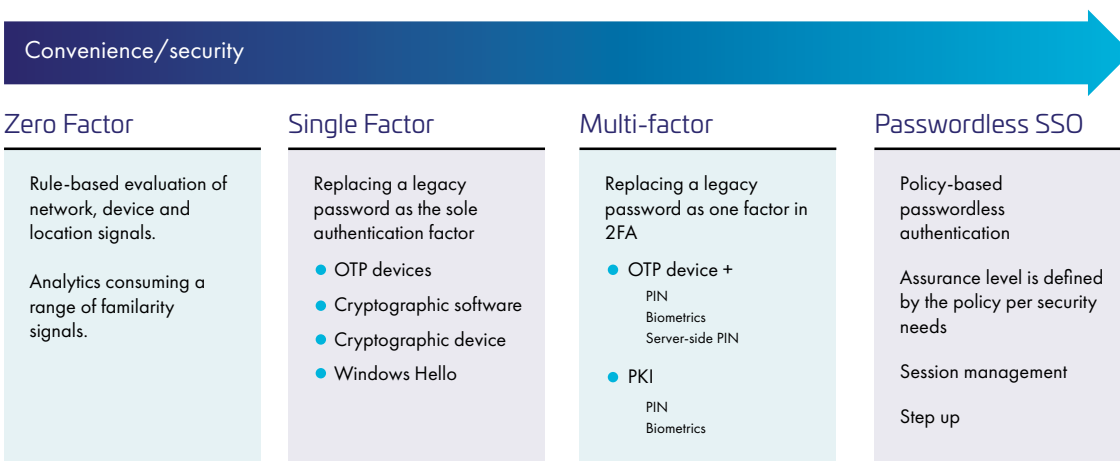 Convenience/security
Zero Factor
Rule-based evaluation of
network, device and
location signals.
Analytics consuming a
range of familarity
signals.
Single Factor
Replacing a legacy
password as the sole
authentication factor
OTP devices
Cryptographic software
Cryptographic device
Windows Hello
Multi-factor
Replacing a legacy
password as one factor in
2FA
OTP device +
PIN
Biometrics
Server-side PIN
PKI
PIN
Biometrics
Passwordless SSO
Policy-based
passwordless
authentication
Assurance level is defined
by the policy per security
needs
Session management
Step up